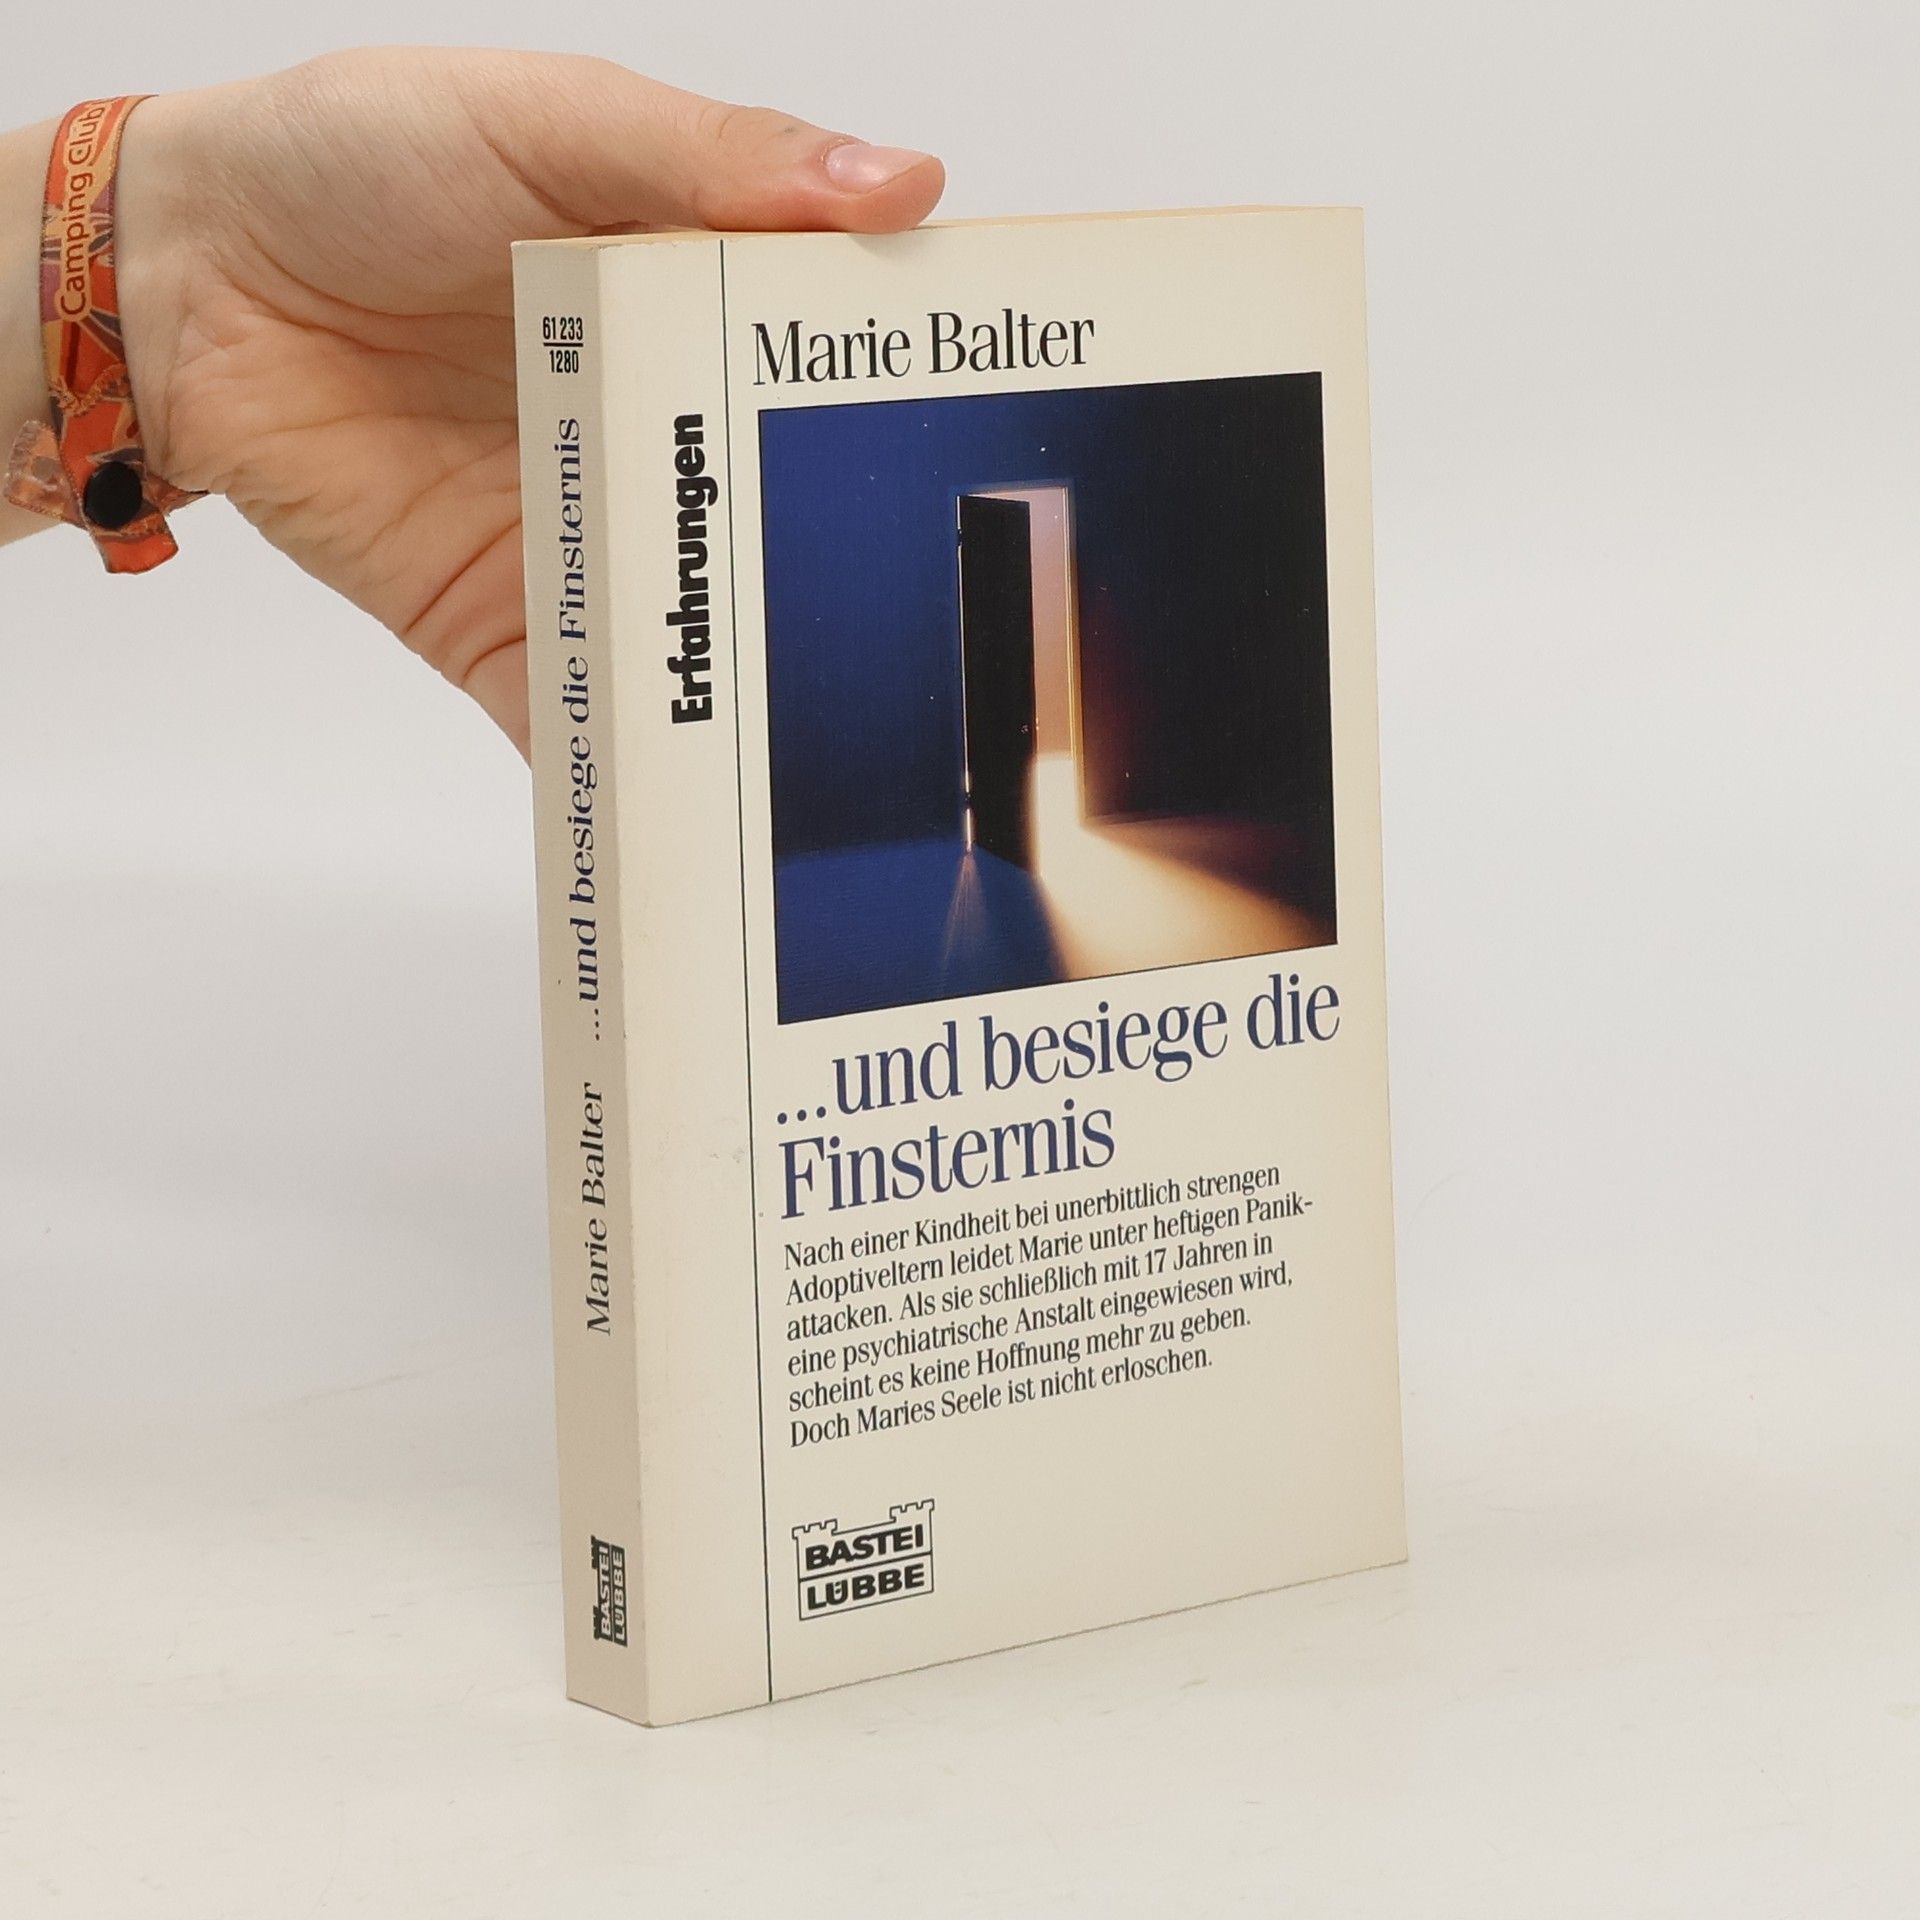 Camping Club
61 233
1280
Marie Balter ...und besiege die Finsternis
BASTEI
LÜBBE
Erfahrungen
Marie Balter
...und besiege die
Finsternis
Nach einer Kindheit bei unerbittlich strengen
Adoptiveltern leidet Marie unter heftigen Panik-
attacken. Als sie schließlich mit 17 Jahren in
eine psychiatrische Anstalt eingewiesen wird,
scheint es keine Hoffnung mehr zu geben.
Doch Maries Seele ist nicht erloschen.
BASTEI
LÜBBE